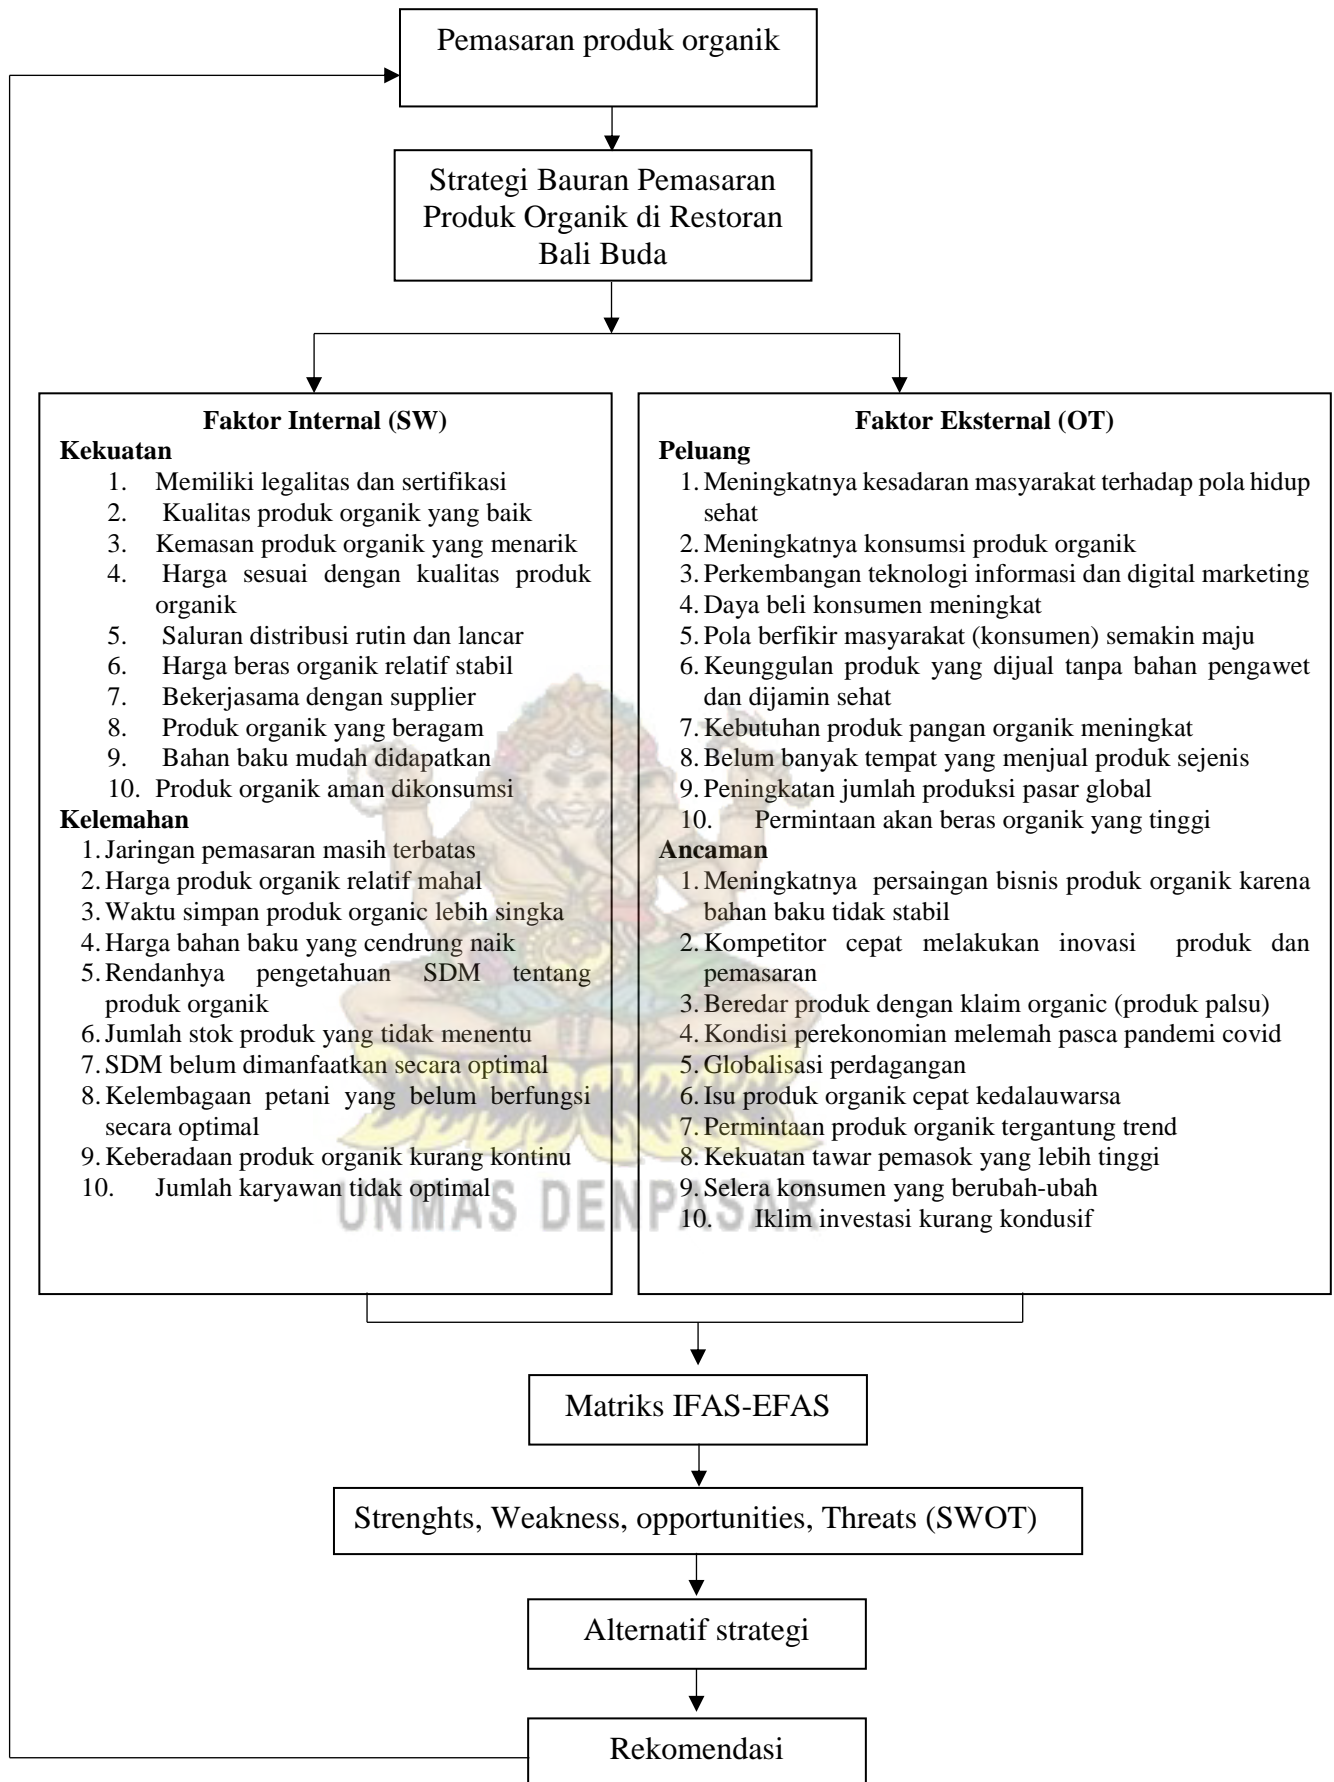 Pemasaran produk organik
Strategi Bauran Pemasaran
Produk Organik di Restoran
Bali Buda
Faktor Internal (SW)
Kekuatan
1. Memiliki legalitas dan sertifikasi
2. Kualitas produk organik yang baik
3. Kemasan produk organik yang menarik
4. Harga sesuai dengan kualitas produk
organik
5. Saluran distribusi rutin dan lancar
6. Harga beras organik relatif stabil
7. Bekerjasama dengan supplier
8. Produk organik yang beragam
9. Bahan baku mudah didapatkan
10. Produk organik aman dikonsumsi
Kelemahan
1. Jaringan pemasaran masih terbatas
2. Harga produk organik relatif mahal
3. Waktu simpan produk organic lebih singka
4. Harga bahan baku yang cendrung naik
5. Rendanhya pengetahuan SDM tentang
produk organik
6. Jumlah stok produk yang tidak menentu
7. SDM belum dimanfaatkan secara optimal
8. Kelembagaan petani yang belum berfungsi
secara optimal
9. Keberadaan produk organik kurang kontinu
10. Jumlah karyawan tidak optimal
Faktor Eksternal (OT)
Peluang
1. Meningkatnya kesadaran masyarakat terhadap pola hidup
sehat
2. Meningkatnya konsumsi produk organik
3. Perkembangan teknologi informasi dan digital marketing
4. Daya beli konsumen meningkat
5. Pola berfikir masyarakat (konsumen) semakin maju
6. Keunggulan produk yang dijual tanpa bahan pengawet
dan dijamin sehat
7. Kebutuhan produk pangan organik meningkat
8. Belum banyak tempat yang menjual produk sejenis
9. Peningkatan jumlah produksi pasar global
10. Permintaan akan beras organik yang tinggi
Ancaman
1. Meningkatnya persaingan bisnis produk organik karena
bahan baku tidak stabil
2. Kompetitor cepat melakukan inovasi produk dan
pemasaran
3. Beredar produk dengan klaim organic (produk palsu)
4. Kondisi perekonomian melemah pasca pandemi covid
5. Globalisasi perdagangan
6. Isu produk organik cepat kedalauwarsa
7. Permintaan produk organik tergantung trend
8. Kekuatan tawar pemasok yang lebih tinggi
9. Selera konsumen yang berubah-ubah
10. Iklim investasi kurang kondusif
UNMAS DENPASAR
Matriks IFAS-EFAS
Strenghts, Weakness, opportunities, Threats (SWOT)
Alternatif strategi
Rekomendasi